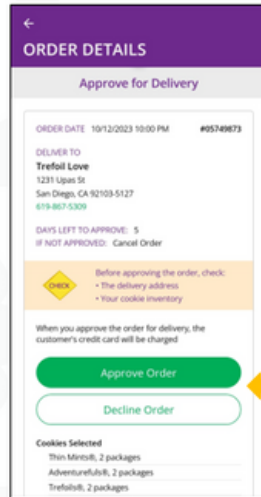 ORDER DETAILS
Approve for Delivery
ORDER DATE 10/12/2023 10:00 PM #05749873
DELIVER TO
Trefoil Love
1231 Upas St
San Diego, CA 92103-5127
619-867-5309
DAYS LEFT TO APPROVE: 5
IF NOT APPROVED: Cancel Order
CHECK
Before approving the order, check:
• The delivery address
• Your cookie inventory
When you approve the order for delivery, the
customer's credit card will be charged
Approve Order
Decline Order
Cookies Selected
Thin Mints®, 2 packages
Adventurefuls®, 2 packages
Trefoils®, 2 packages